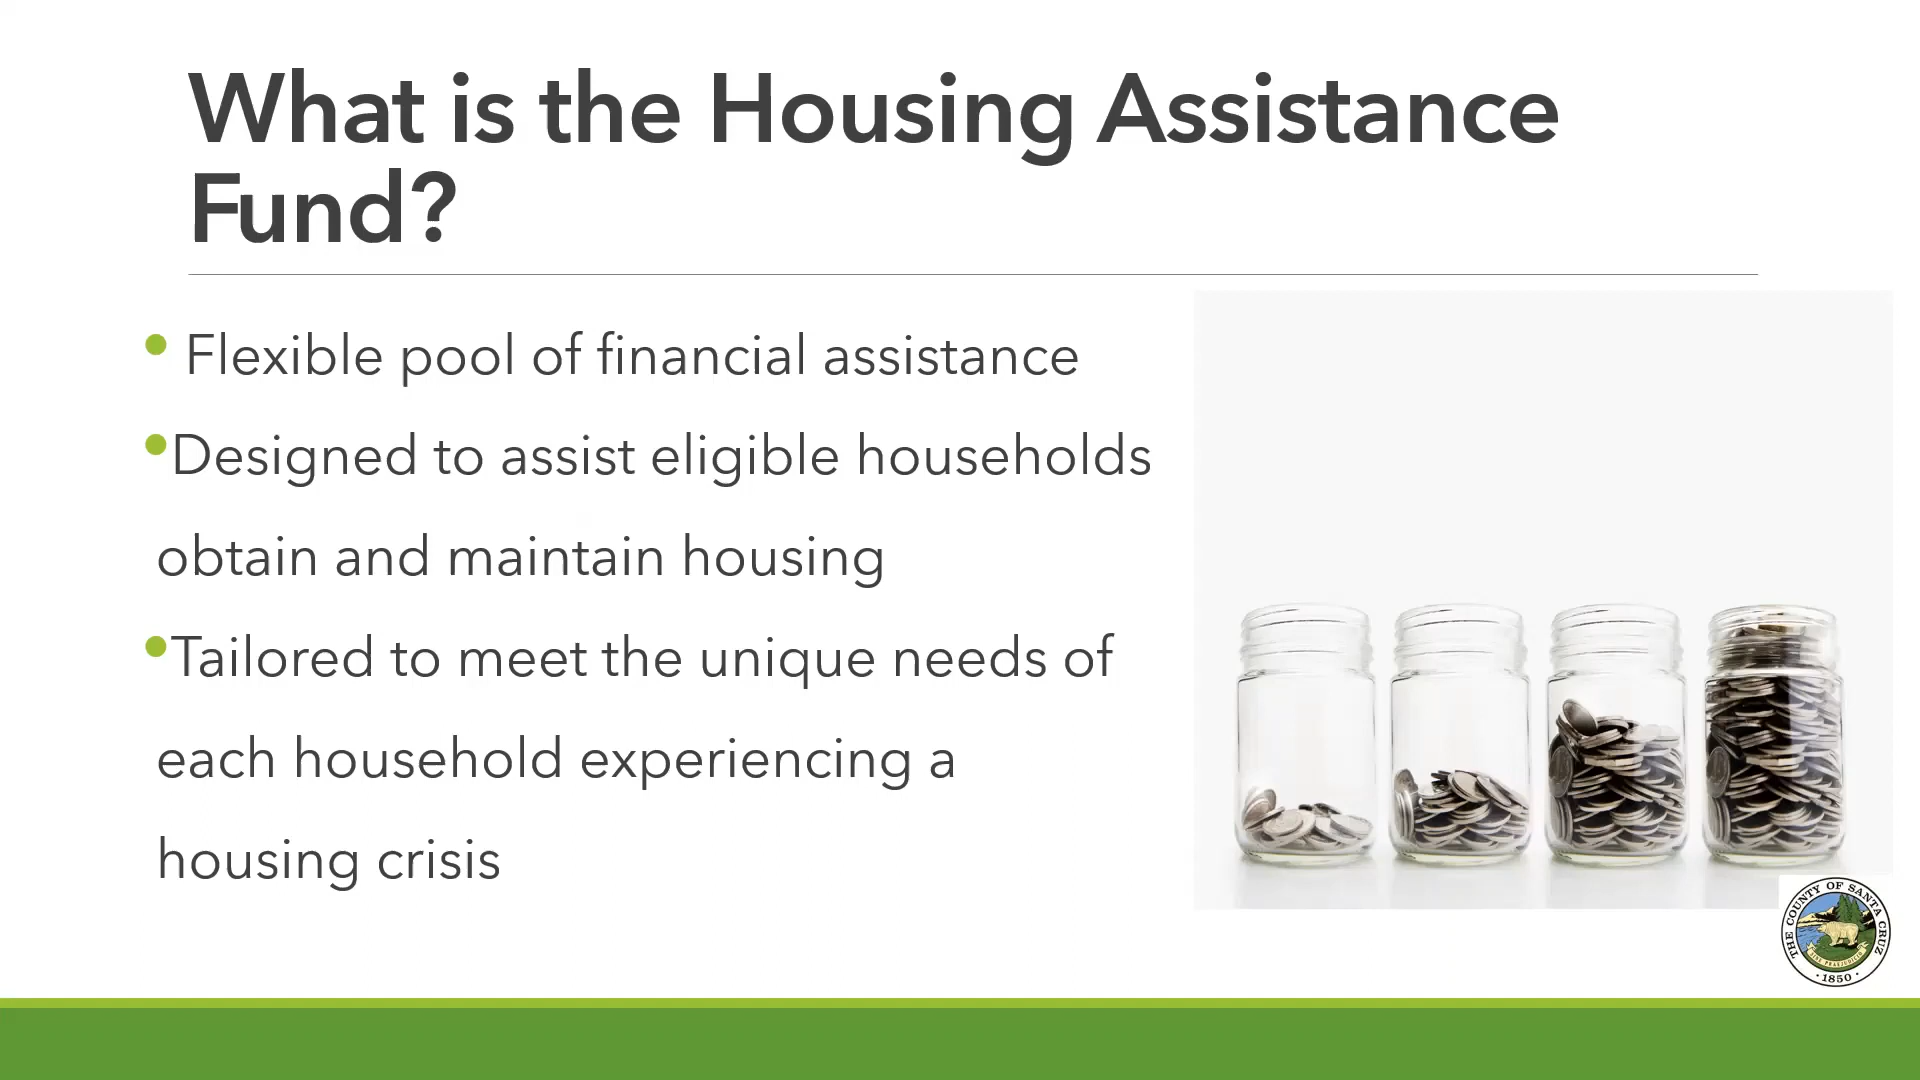 What is the Housing Assistance
Fund?
• Flexible pool of financial assistance
•Designed to assist eligible households
obtain and maintain housing
•Tailored to meet the unique needs of
each household experiencing a
housing crisis
THE COUNTY OF SANTA CRUZ
· 1850 ·